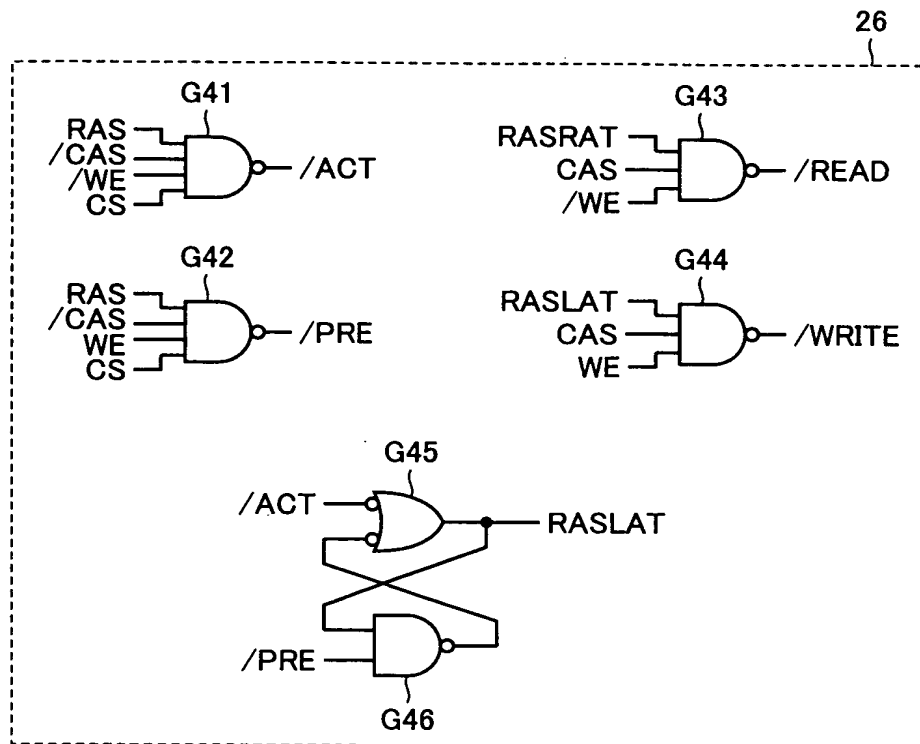 26
G41
RAS
/CAS
/WE
CS
/ACT
G43
RASRAT
CAS
/WE
/READ
G42
RAS
/CAS
WE
CS
/PRE
G44
RASLAT
CAS
WE
/WRITE
G45
/ACT
RASLAT
/PRE
G46